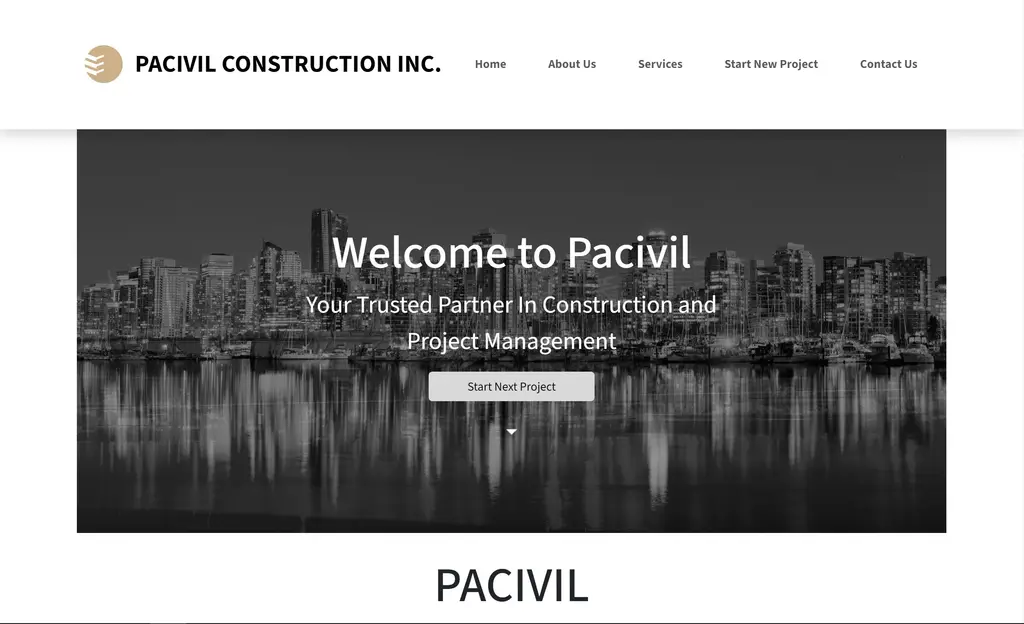 PACIVIL CONSTRUCTION INC.
Home
About Us
Services
Start New Project
Contact Us
Welcome to Pacivil
Your Trusted Partner In Construction and
Project Management
Start Next Project
PACIVIL